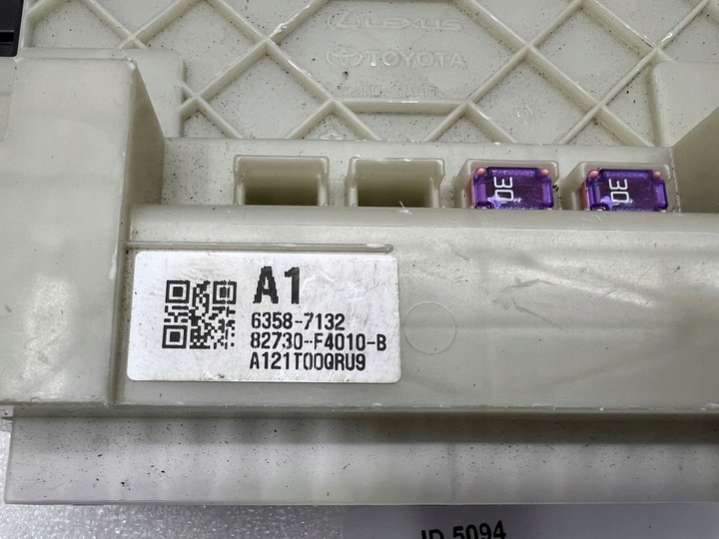 LEXUS
TOYOTA
30
30
A1
6358-7132
82730-F4010-B
A121T00QRU9
ID 5094